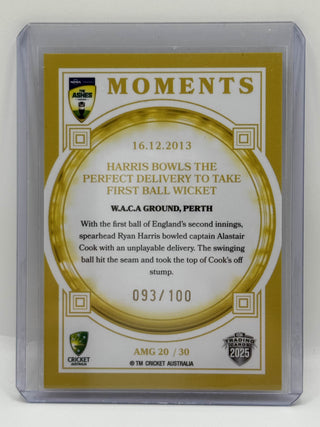 THE
ASHES
MOMENTS
16.12.2013
HARRIS BOWLS THE
PERFECT DELIVERY TO TAKE
FIRST BALL WICKET
W.A.C.A GROUND, PERTH
With the first ball of England's second innings,
spearhead Ryan Harris bowled captain Alastair
Cook with an unplayable delivery. The swinging
ball hit the seam and took the top of Cook's off
stump.
093/100
CRICKET
AUSTRALIA
AMG 20 / 30
TRADING
CARDS
2025
© TM CRICKET AUSTRALIA